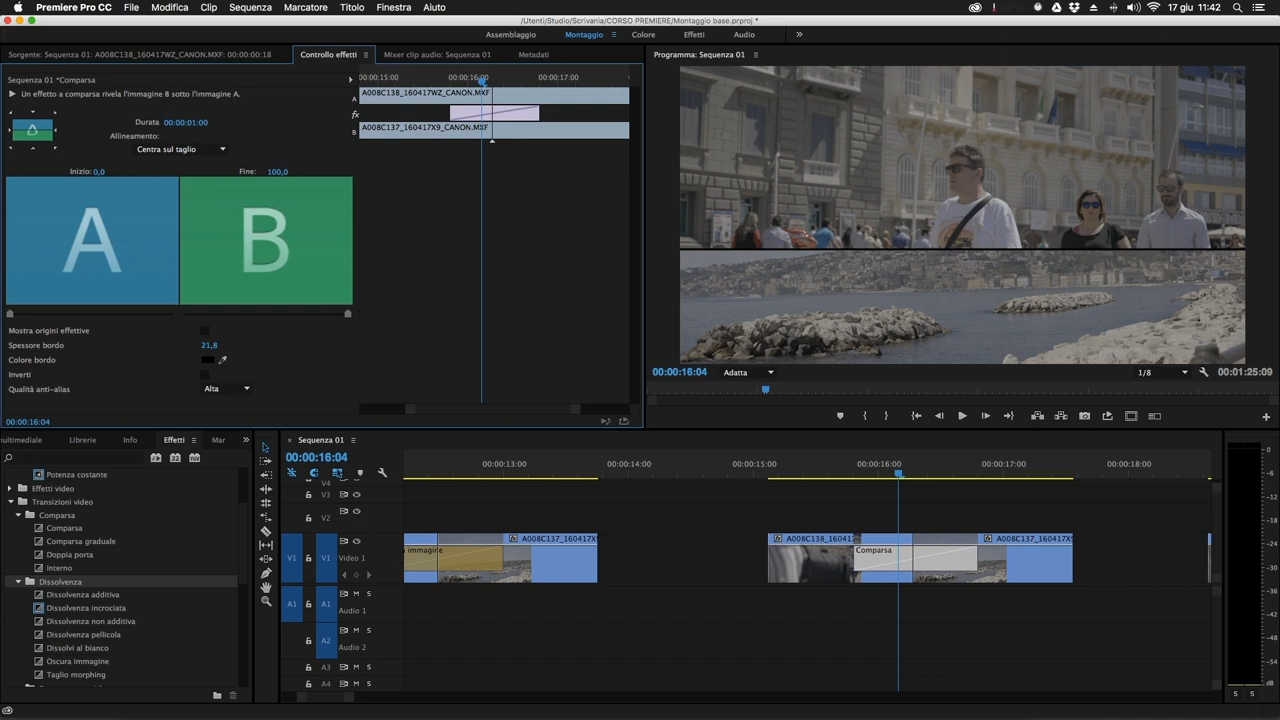 Premiere Pro CC File Modifica Clip Sequenza Marcatore Titolo Finestra Aiuto 17 giu 11:42
/Utenti/Studio/Scrivania/CORSO PREMIERE/Montaggio base.prproj *
Assemblaggio Montaggio Colore Effetti Audio
Sorgente: Sequenza 01: A008C138_160417WZ_CANON.MXF: 00:00:00:18 Controllo effetti Mixer clip audio: Sequenza 01 Metadati
Programma: Sequenza 01
Sequenza 01 *Comparsa
00:00:15:00 00:00:16:00 00:00:17:00
Un effetto a comparsa rivela l'immagine B sotto l'immagine A.
A A008C138_160417WZ_CANON.MXF
fx
B A008C137_160417X9_CANON.MXF
Durata 00:00:01:00
Allineamento:
Centra sul taglio
Inizio: 0,0 Fine: 100,0
A B
Mostra origini effettive
Spessore bordo 21,8
Colore bordo
Inverti
Qualità anti-alias Alta
00:00:16:04
00:00:16:04 Adatta 1/8 00:01:25:09
ultimediale Librerie Info Effetti Mar
Potenza costante
Effetti video
Transizioni video
Comparsa
Comparsa
Comparsa graduale
Doppia porta
Interno
Dissolvenza
Dissolvenza additiva
Dissolvenza incrociata
Dissolvenza non additiva
Dissolvenza pellicola
Dissolvi al bianco
Oscura immagine
Taglio morphing
Sequenza 01
00:00:16:04
00:00:13:00 00:00:14:00 00:00:15:00 00:00:16:00 00:00:17:00 00:00:18:00
V4
V3
V2
V1 V1 Video 1
immagine
A008C137_160417X9
A008C138_160417
Comparsa
A008C137_160417X9
A1 A1 M S
Audio 1
A2 M S
Audio 2
A3 M S
A4 M S
0
S S